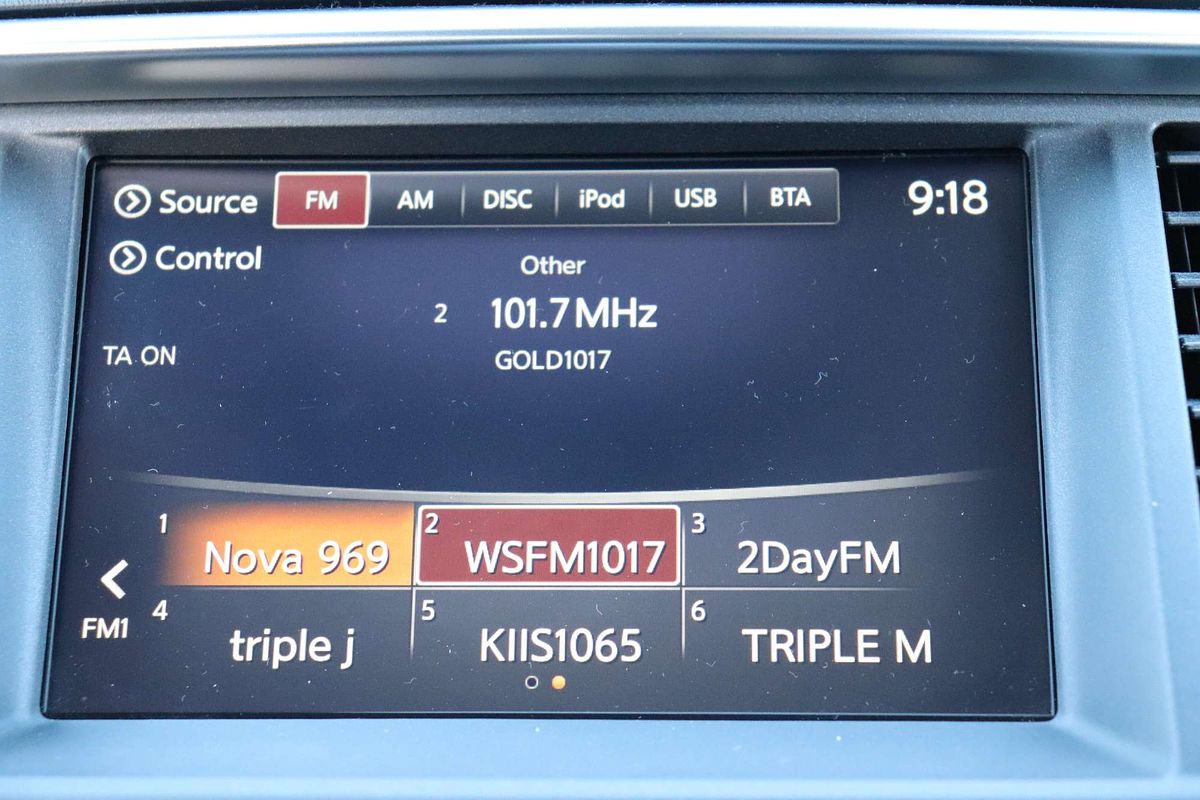 Source FM AM DISC iPod USB BTA 9:18
Control
Other
2 101.7 MHz
TA ON
GOLD1017
1 Nova 969
2 WSFM1017
3 2DayFM
FM1
4 triple j
5 KIIS1065
6 TRIPLE M